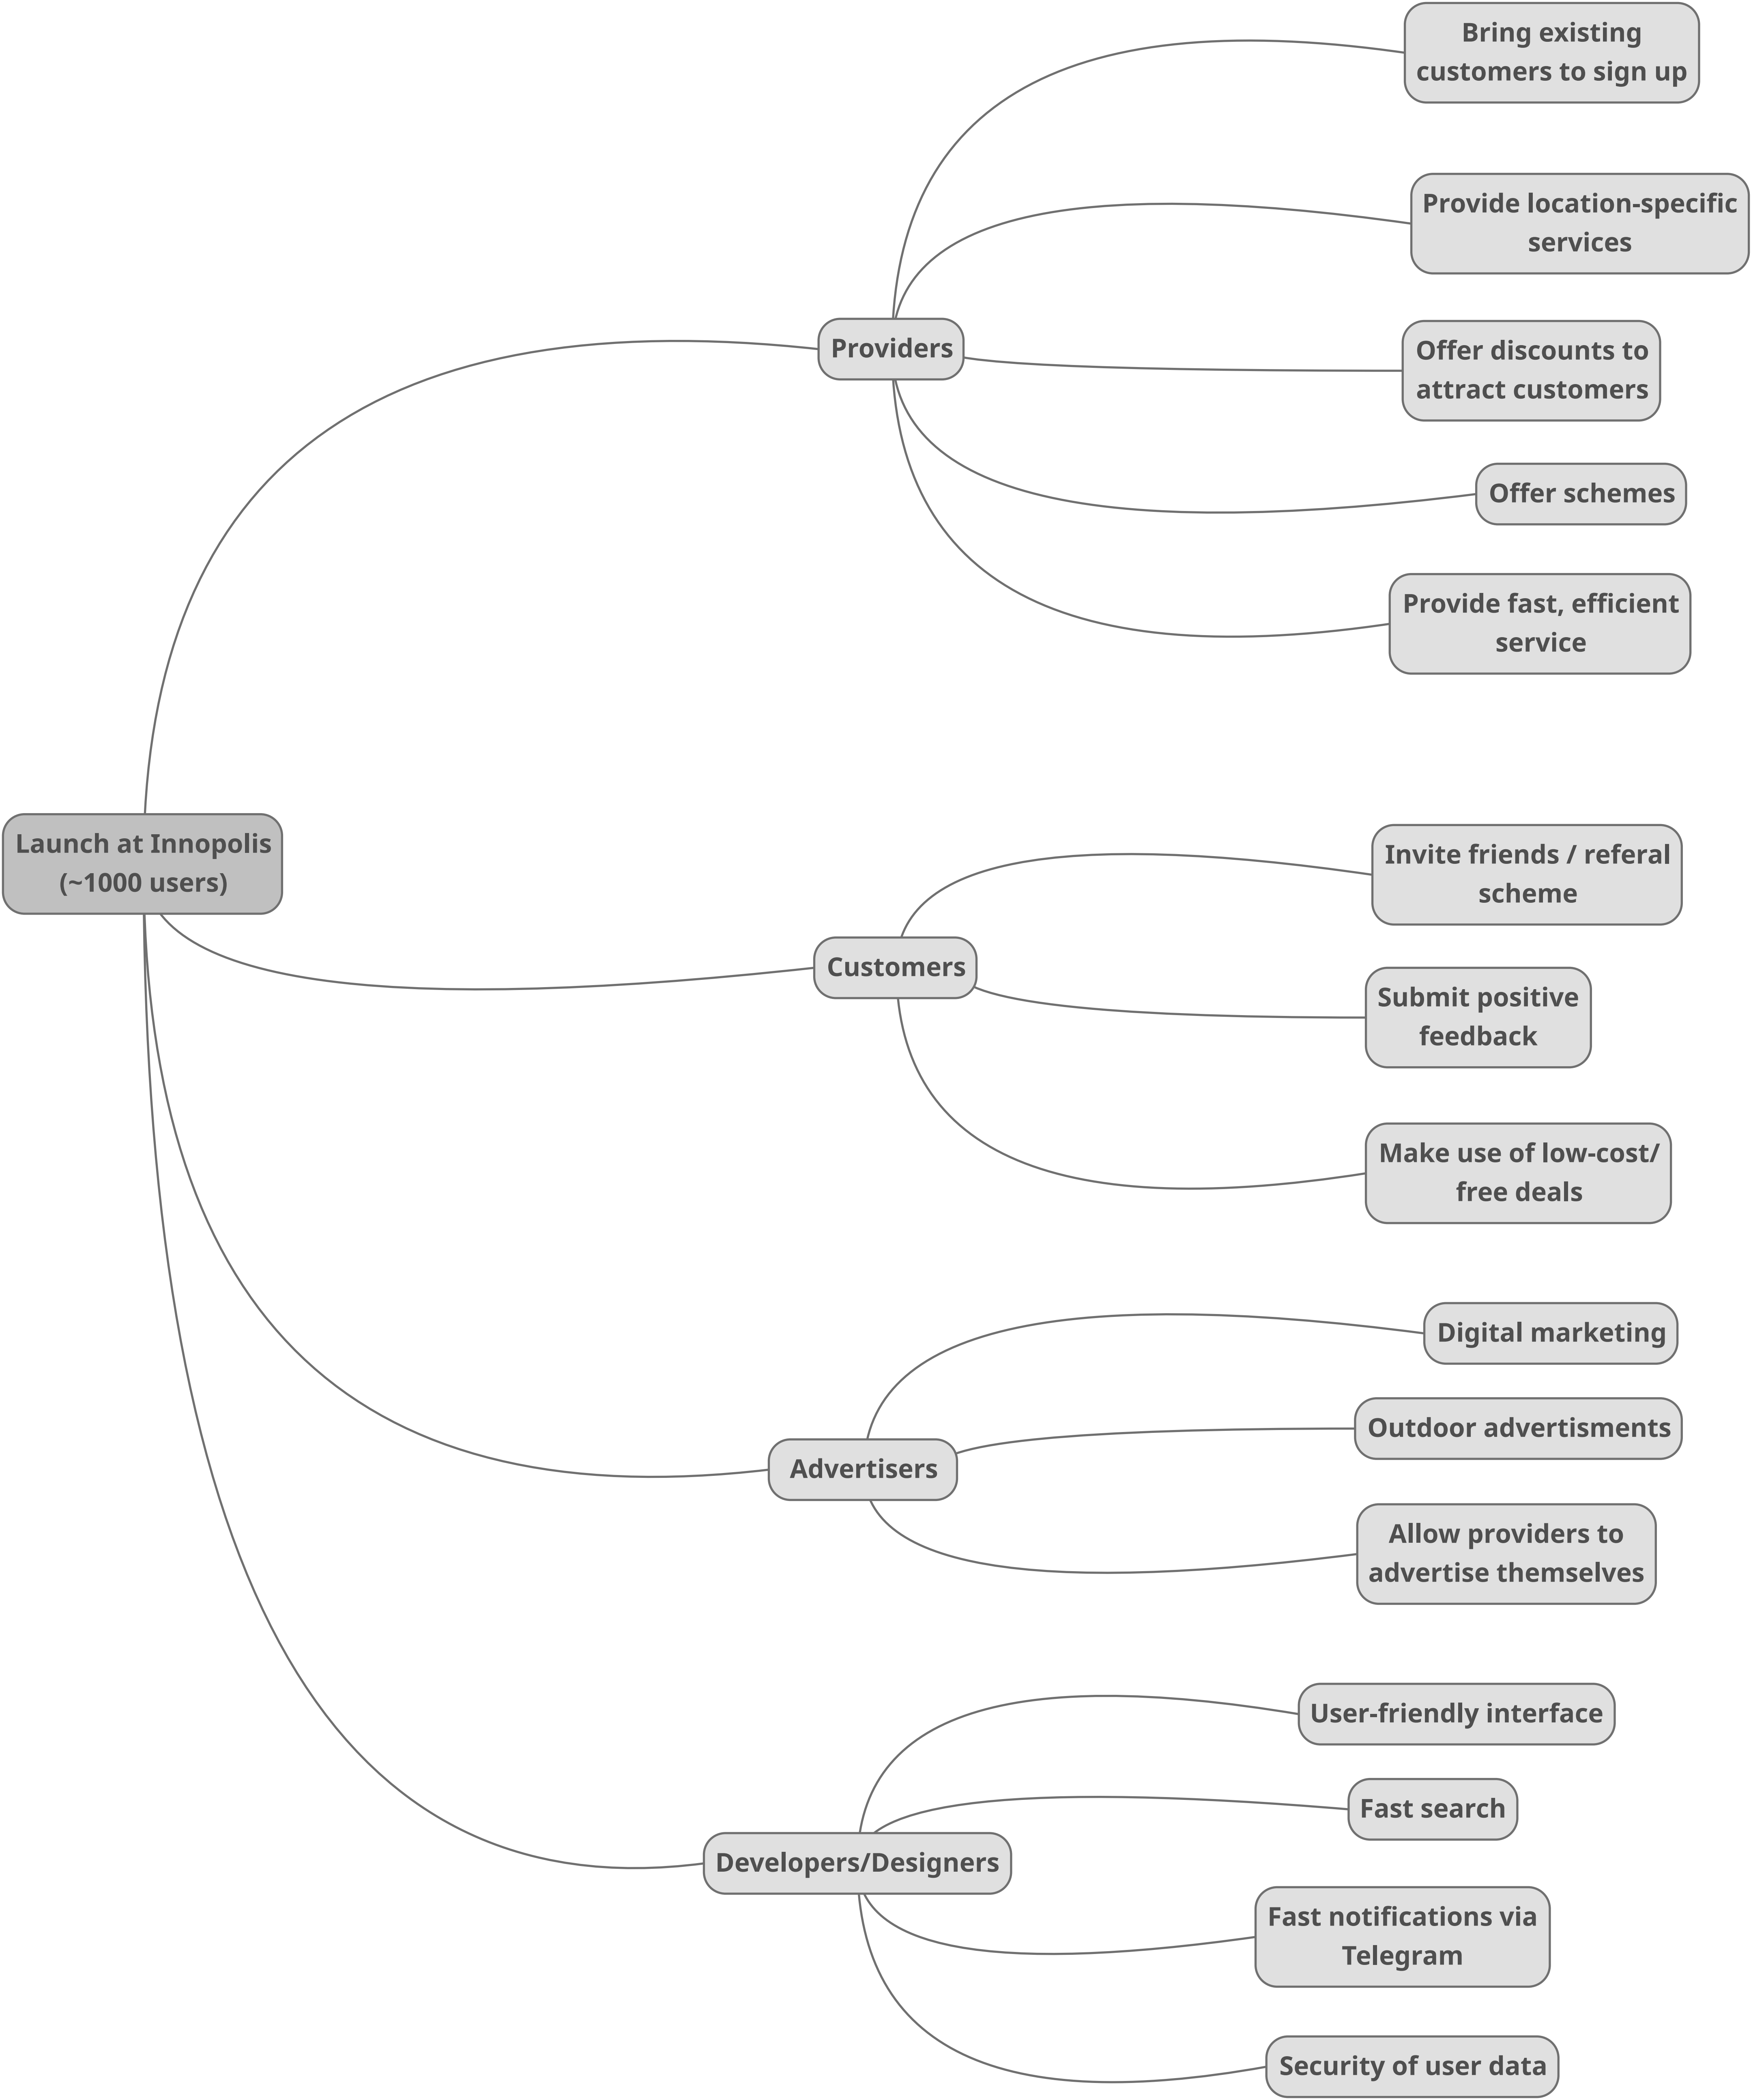 Bring existing
customers to sign up
Provide location-specific
services
Providers
Offer discounts to
attract customers
Offer schemes
Provide fast, efficient
service
Launch at Innopolis
(~1000 users)
Invite friends / referal
scheme
Customers
Submit positive
feedback
Make use of low-cost/
free deals
Digital marketing
Outdoor advertisments
Advertisers
Allow providers to
advertise themselves
User-friendly interface
Fast search
Developers/Designers
Fast notifications via
Telegram
Security of user data